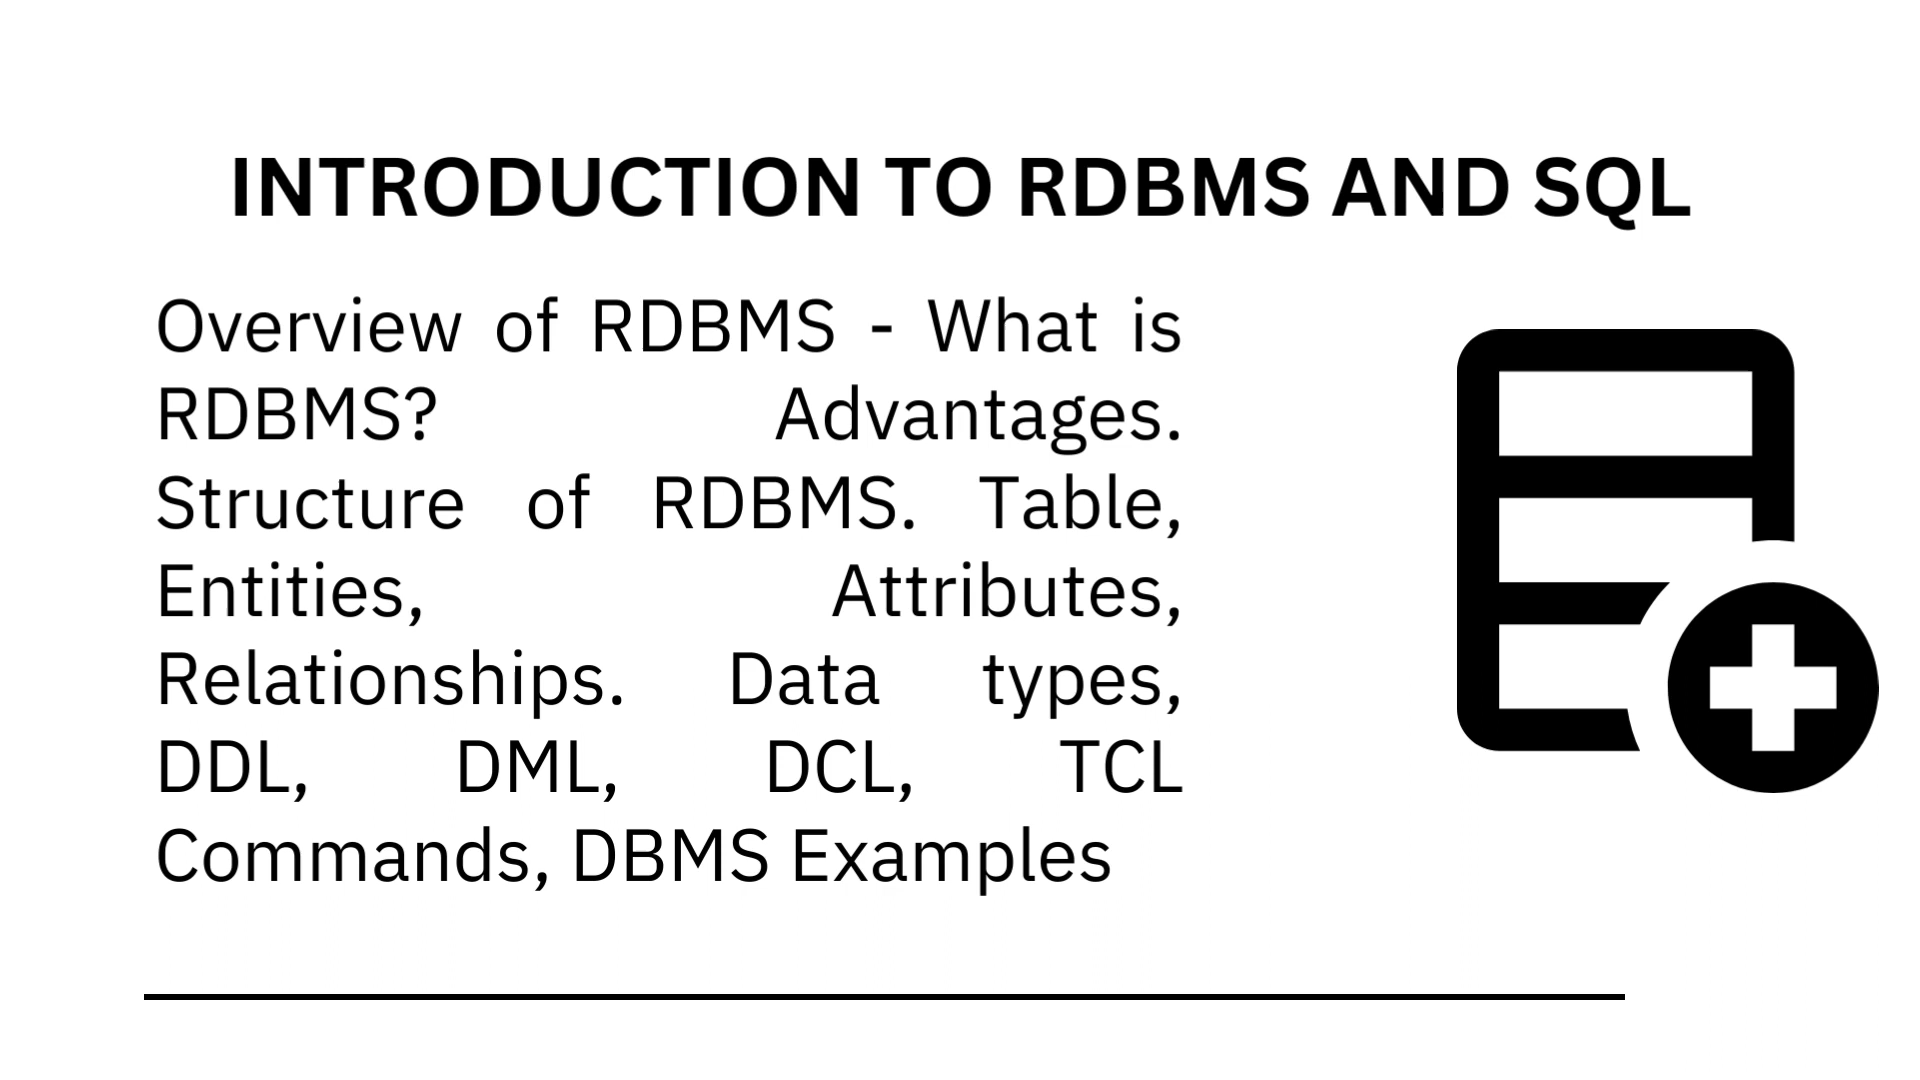 INTRODUCTION TO RDBMS AND SQL
Overview of RDBMS - What is
RDBMS? Advantages.
Structure of RDBMS. Table,
Entities, Attributes,
Relationships. Data types,
DDL, DML, DCL, TCL
Commands, DBMS Examples